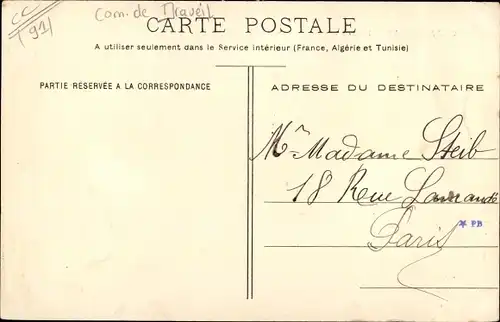 CC
(91)
Com. de Draveil
CARTE POSTALE
A utiliser seulement dans le Service intérieur (France, Algérie et Tunisie)
PARTIE RÉSERVÉE A LA CORRESPONDANCE
ADRESSE DU DESTINATAIRE
Mr Madame Steib
18 Rue
Paris
PB